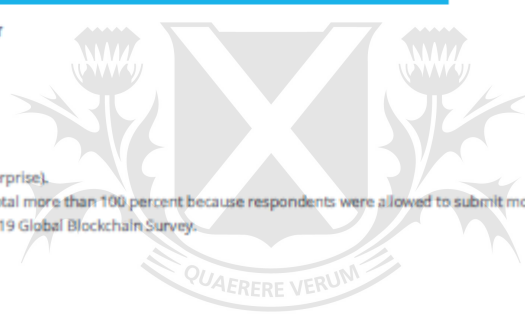 rprise).
tal more than 100 percent because respondents were allowed to submit mo
19 Global Blockchain Survey.
QUAERERE VERUM